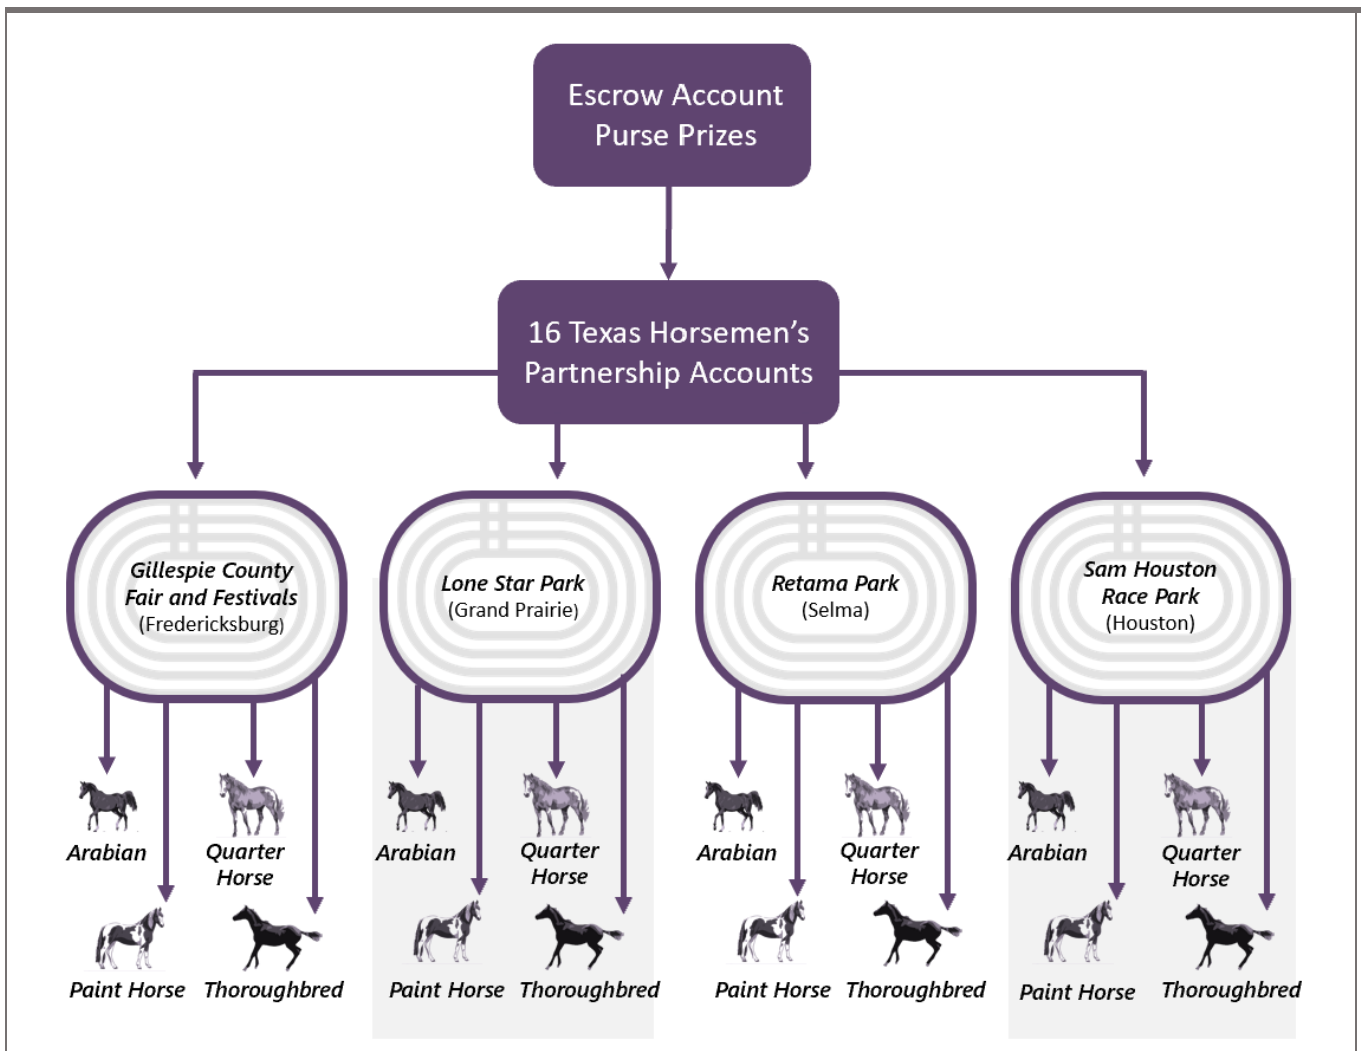 Escrow Account
Purse Prizes
16 Texas Horsemen's
Partnership Accounts
Gillespie County
Fair and Festivals
(Fredericksburg)
Lone Star Park
(Grand Prairie)
Retama Park
(Selma)
Sam Houston
Race Park
(Houston)
Arabian
Quarter
Horse
Paint Horse
Thoroughbred
Arabian
Quarter
Horse
Paint Horse
Thoroughbred
Arabian
Quarter
Horse
Paint Horse
Thoroughbred
Arabian
Quarter
Horse
Paint Horse
Thoroughbred